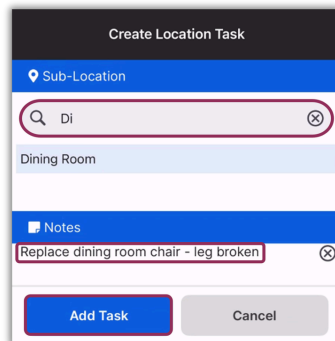 Create Location Task
Sub-Location
Di
Dining Room
Notes
Replace dining room chair - leg broken
Add Task
Cancel